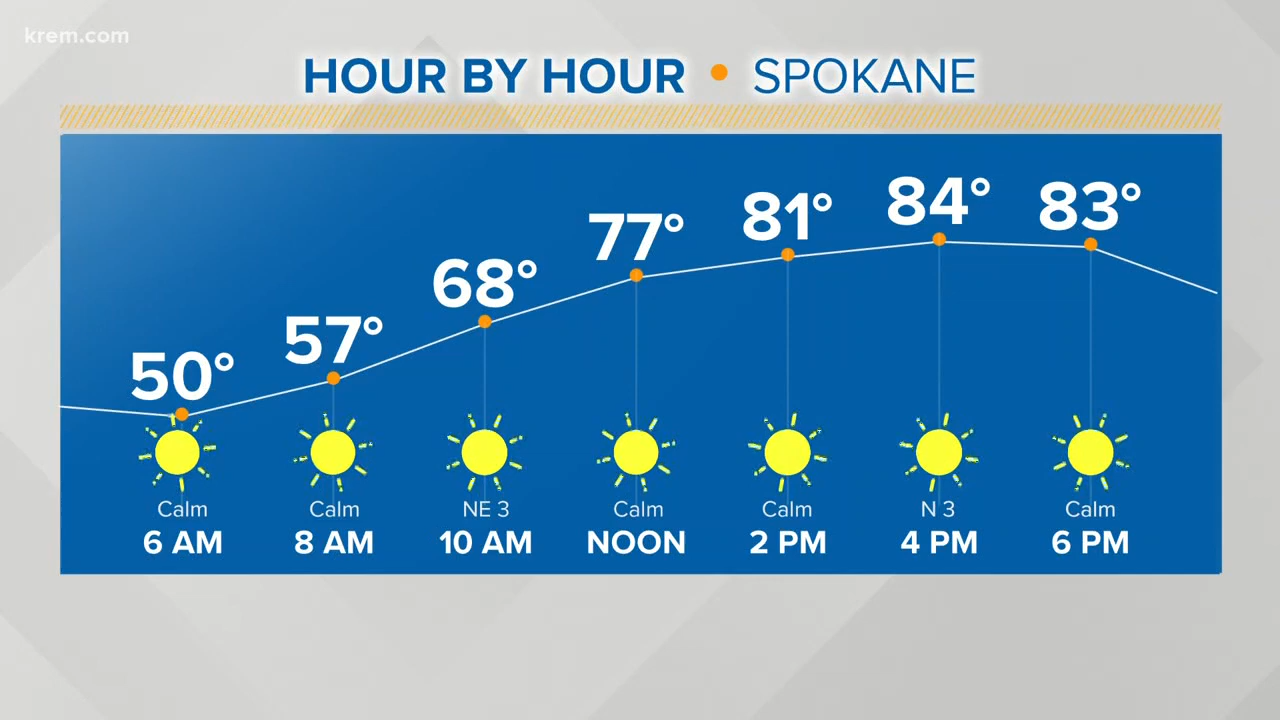 krem.com
HOUR BY HOUR • SPOKANE
50° 57° 68° 77° 81° 84° 83°
Calm Calm NE 3 Calm Calm N 3 Calm
6 AM 8 AM 10 AM NOON 2 PM 4 PM 6 PM